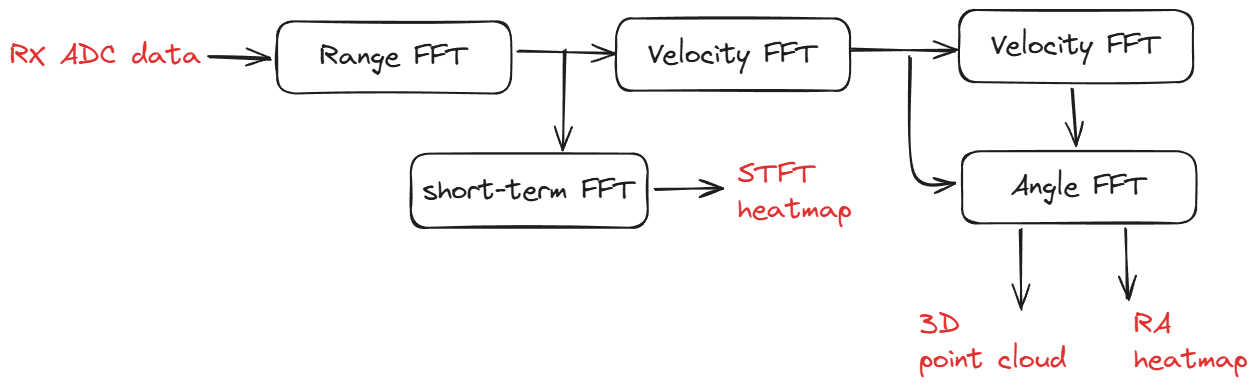 RX ADC data
Range FFT
Velocity FFT
Velocity FFT
short-term FFT
STFT
heatmap
Angle FFT
3D
point cloud
RA
heatmap